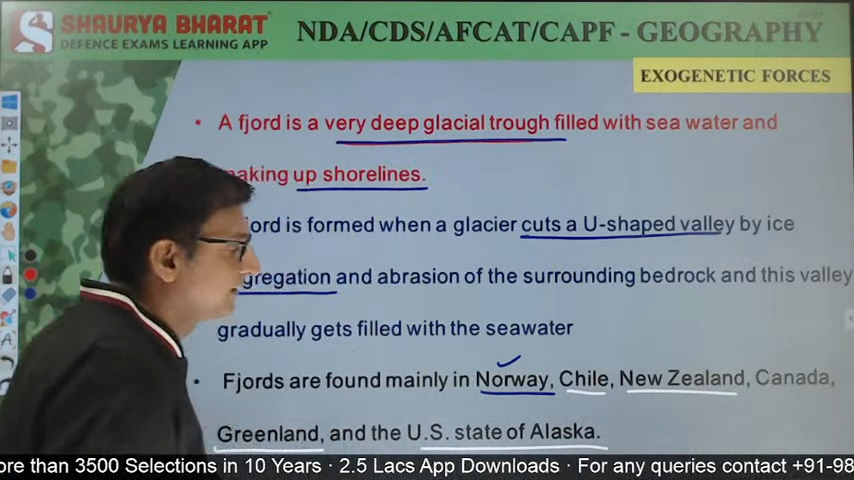 SHAURYA BHARAT
DEFENCE EXAMS LEARNING APP
NDA/CDS/AFCAT/CAPF - GEOGRAPHY
EXOGENETIC FORCES
• A fjord is a very deep glacial trough filled with sea water and
making up shorelines.
fjord is formed when a glacier cuts a U-shaped valley by ice
gregation and abrasion of the surrounding bedrock and this valley
gradually gets filled with the seawater
• Fjords are found mainly in Norway, Chile, New Zealand, Canada,
Greenland, and the U.S. state of Alaska.
ore than 3500 Selections in 10 Years · 2.5 Lacs App Downloads · For any queries contact +91-98